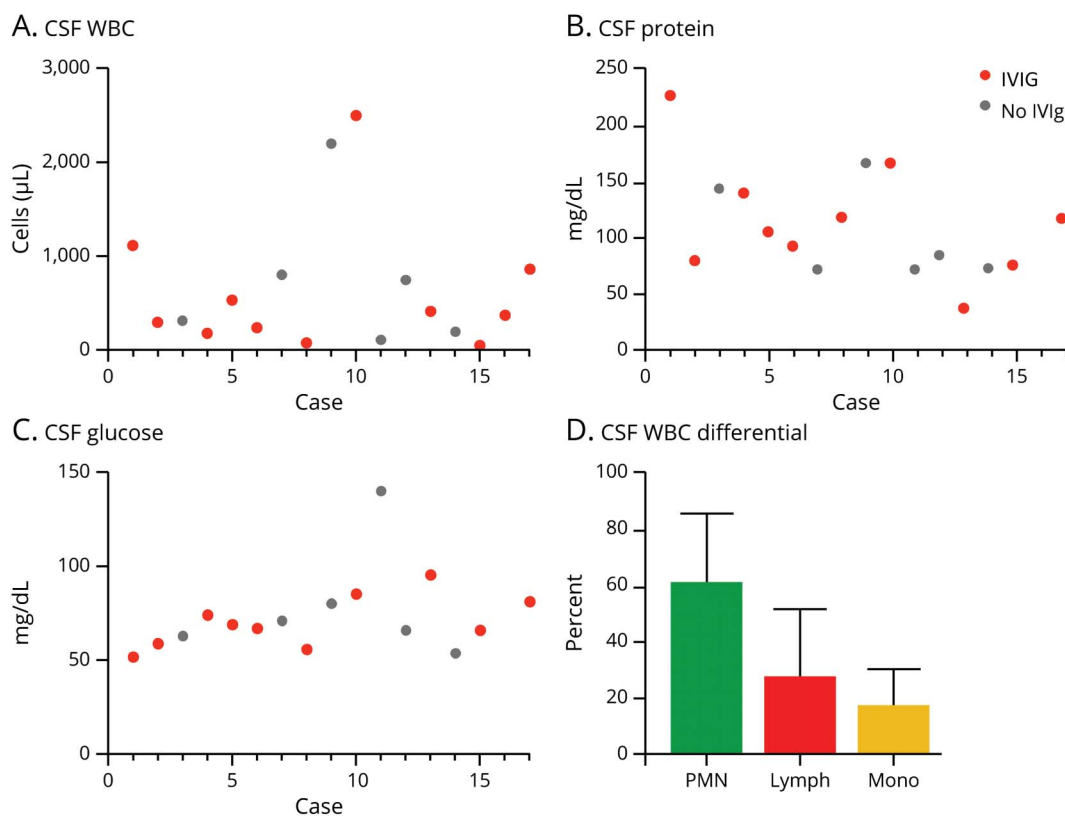 A. CSF WBC
3,000
2,000
1,000
0
Cells (µL)
0 5 10 15
Case
B. CSF protein
250
200
150
100
50
0
mg/dL
IVIG
No IVIg
0 5 10 15
Case
C. CSF glucose
150
100
50
0
mg/dL
0 5 10 15
Case
D. CSF WBC differential
100
80
60
40
20
0
Percent
PMN Lymph Mono